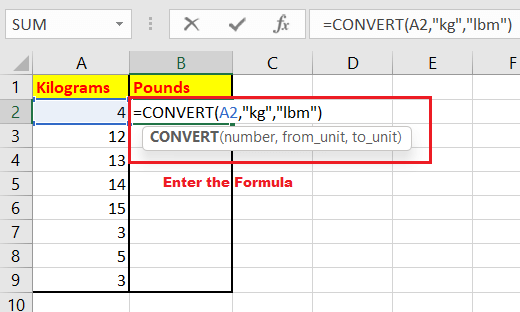 SUM fx =CONVERT(A2,"kg","lbm")
A B C D E F
1 Kilograms Pounds
2 4 =CONVERT(A2,"kg","lbm")
3 12 CONVERT(number, from_unit, to_unit)
4 13
5 14 Enter the Formula
6 15
7 3
8 5
9 3
10